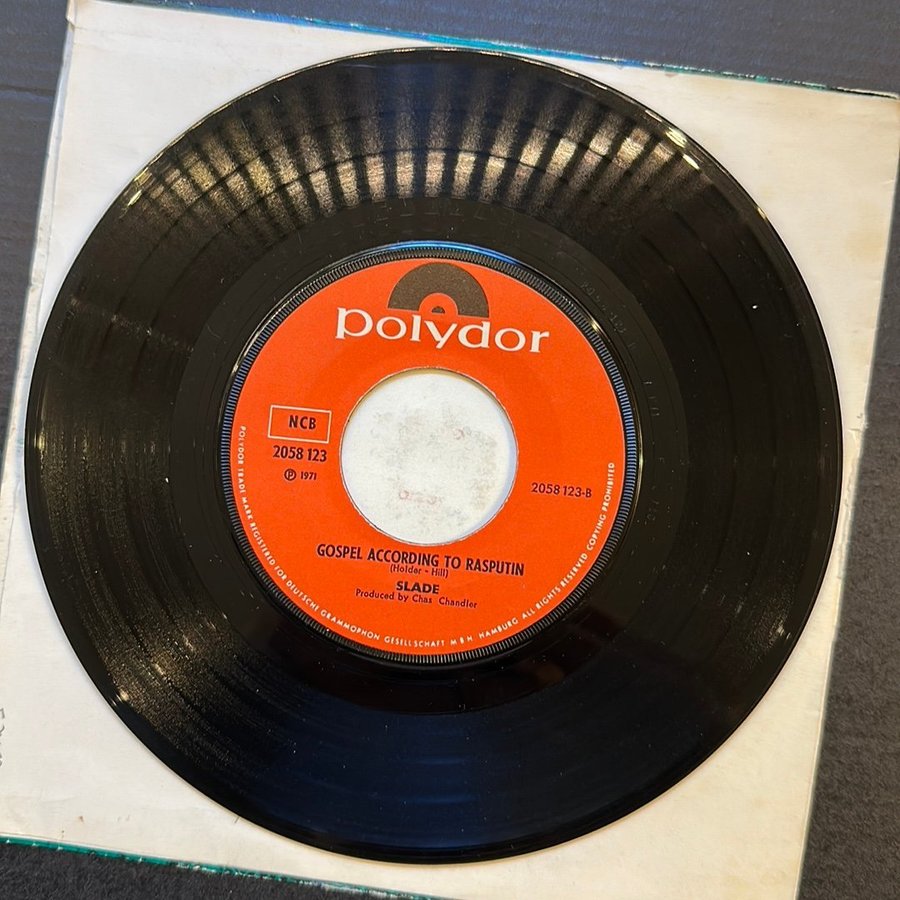 polydor
NCB
2058 123
℗ 1971
2058 123-B
GOSPEL ACCORDING TO RASPUTIN
(Holder - Hill)
SLADE
Produced by Chas Chandler
POLYDOR TRADE MARK REGISTERED FOR DEUTSCHE GRAMMOPHON GESELLSCHAFT M B H. HAMBURG ALL RIGHTS RESERVED COPYING PROHIBITED